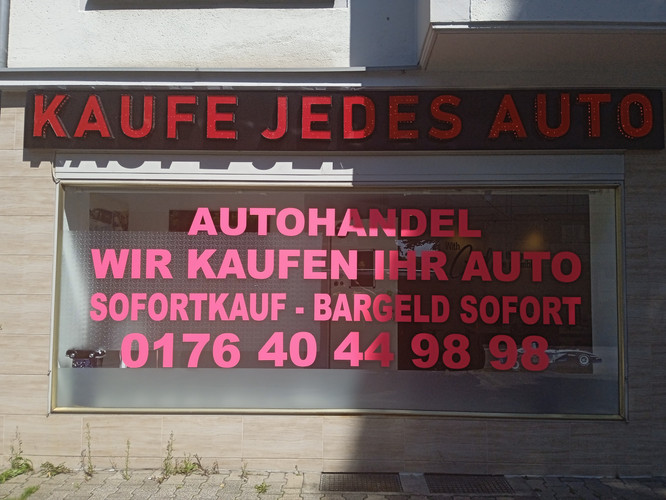 KAUFE JEDES AUTO
AUTOHANDEL
WIR KAUFEN IHR AUTO
SOFORTKAUF - BARGELD SOFORT
0176 40 44 98 98